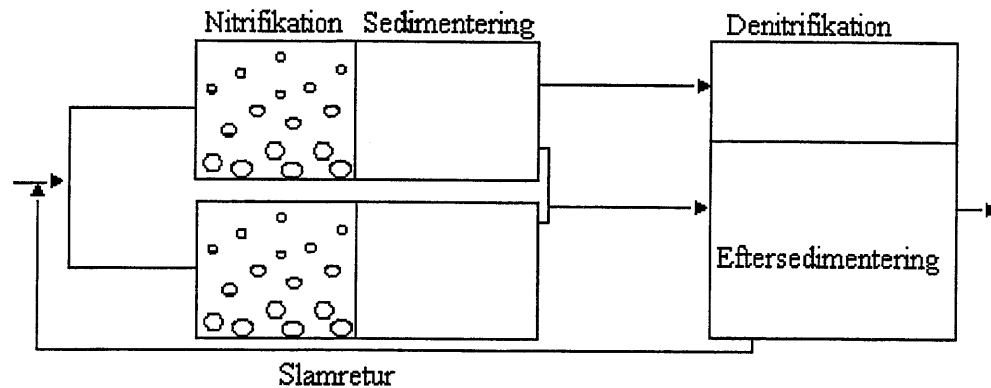 Nitrifikation
Sedimentering
Denitrifikation
Eftersedimentering
Slamretur